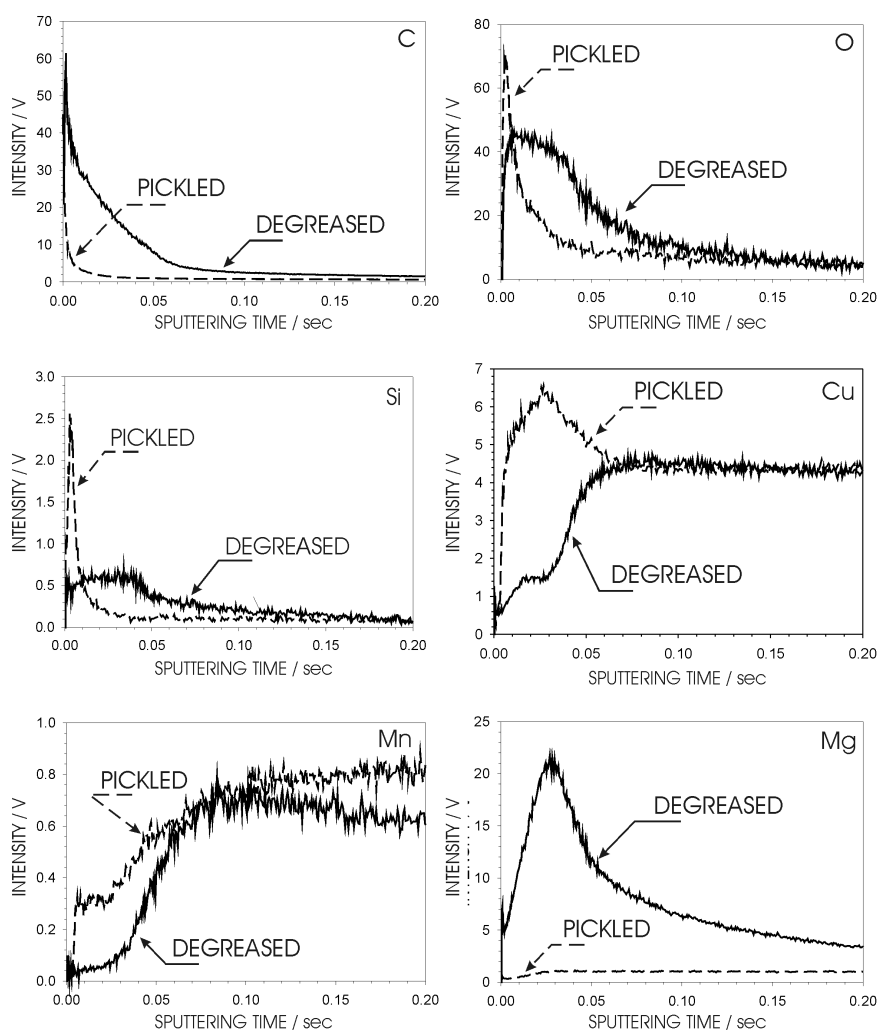 C
INTENSITY / V
70
60
50
40
30
20
10
0
PICKLED
DEGREASED
0.00 0.05 0.10 0.15 0.20
SPUTTERING TIME / sec
O
INTENSITY / V
80
60
40
20
0
PICKLED
DEGREASED
0.00 0.05 0.10 0.15 0.20
SPUTTERING TIME / sec
Si
INTENSITY / V
3.0
2.5
2.0
1.5
1.0
0.5
0.0
PICKLED
DEGREASED
0.00 0.05 0.10 0.15 0.20
SPUTTERING TIME / sec
Cu
INTENSITY / V
7
6
5
4
3
2
1
0
PICKLED
DEGREASED
0.00 0.05 0.10 0.15 0.20
SPUTTERING TIME / sec
Mn
INTENSITY / V
1.0
0.8
0.6
0.4
0.2
0.0
PICKLED
DEGREASED
0.00 0.05 0.10 0.15 0.20
SPUTTERING TIME / sec
Mg
INTENSITY / V
25
20
15
10
5
0
DEGREASED
PICKLED
0.00 0.05 0.10 0.15 0.20
SPUTTERING TIME / sec